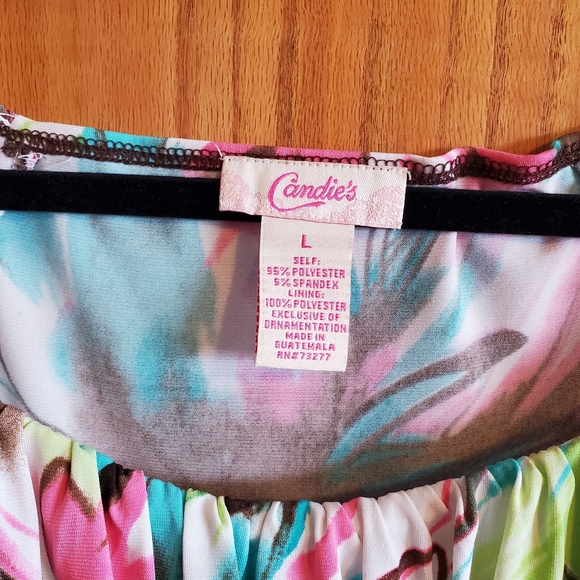 Candie's
L
SELF:
95% POLYESTER
5% SPANDEX
LINING:
100% POLYESTER
EXCLUSIVE OF
ORNAMENTATION
MADE IN
GUATEMALA
RN#73277